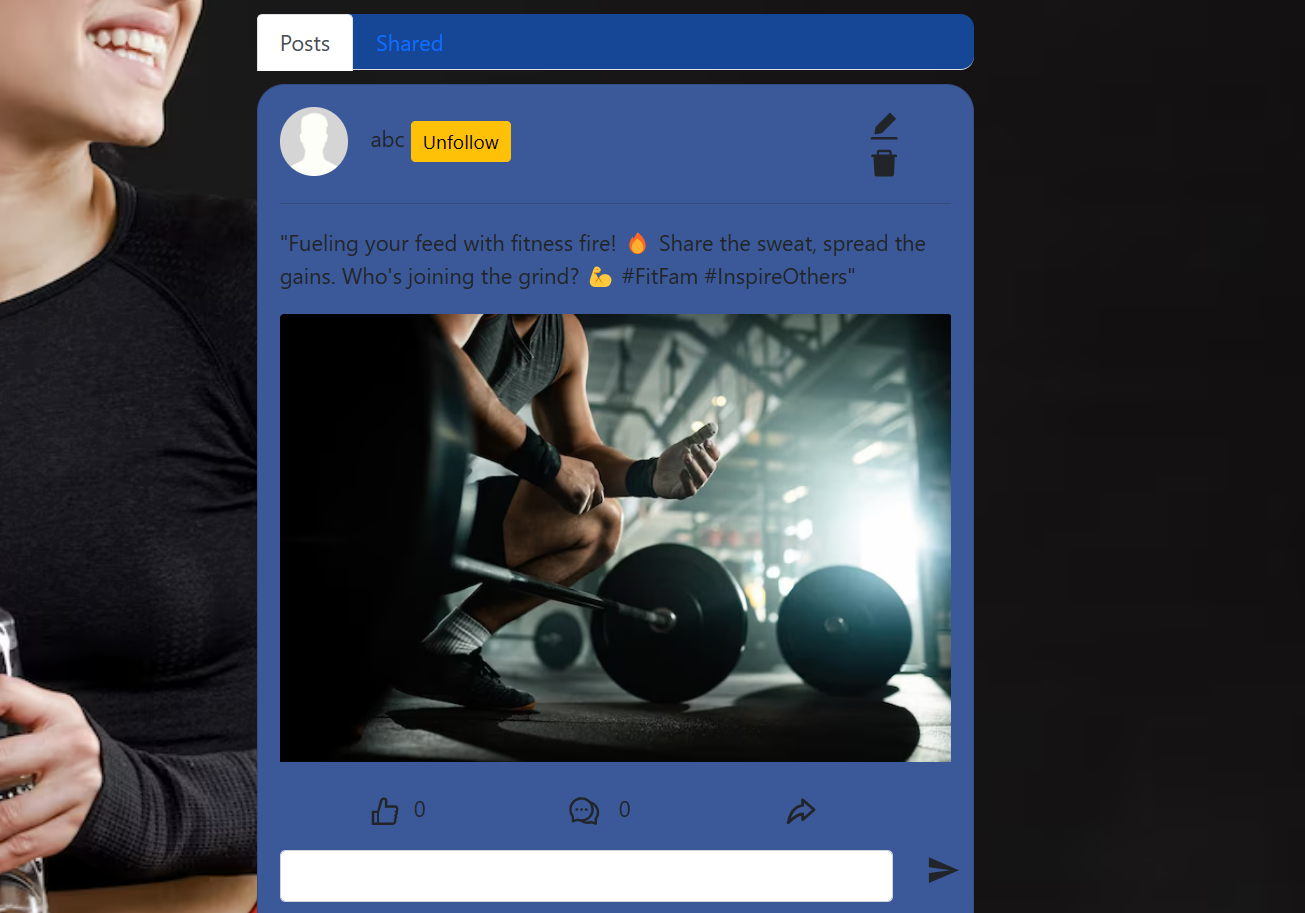 Posts Shared
abc Unfollow
"Fueling your feed with fitness fire! 🔥 Share the sweat, spread the
gains. Who's joining the grind? 💪 #FitFam #InspireOthers"
0 0